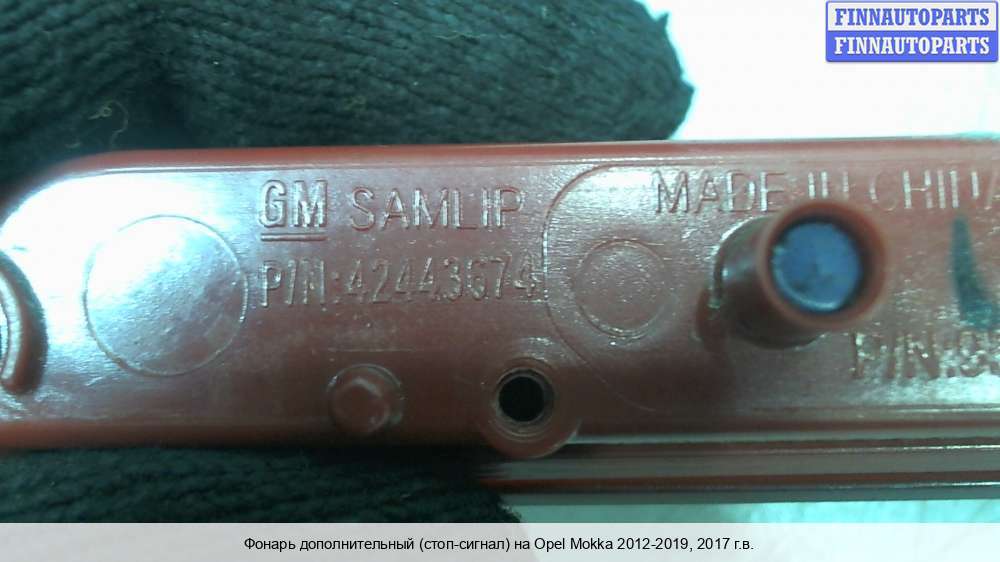 FINNAUTOPARTS
FINNAUTOPARTS
GM SAMLIP
MADE IN CHINA
P/N:42443674
Фонарь дополнительный (стоп-сигнал) на Opel Mokka 2012-2019, 2017 г.в.